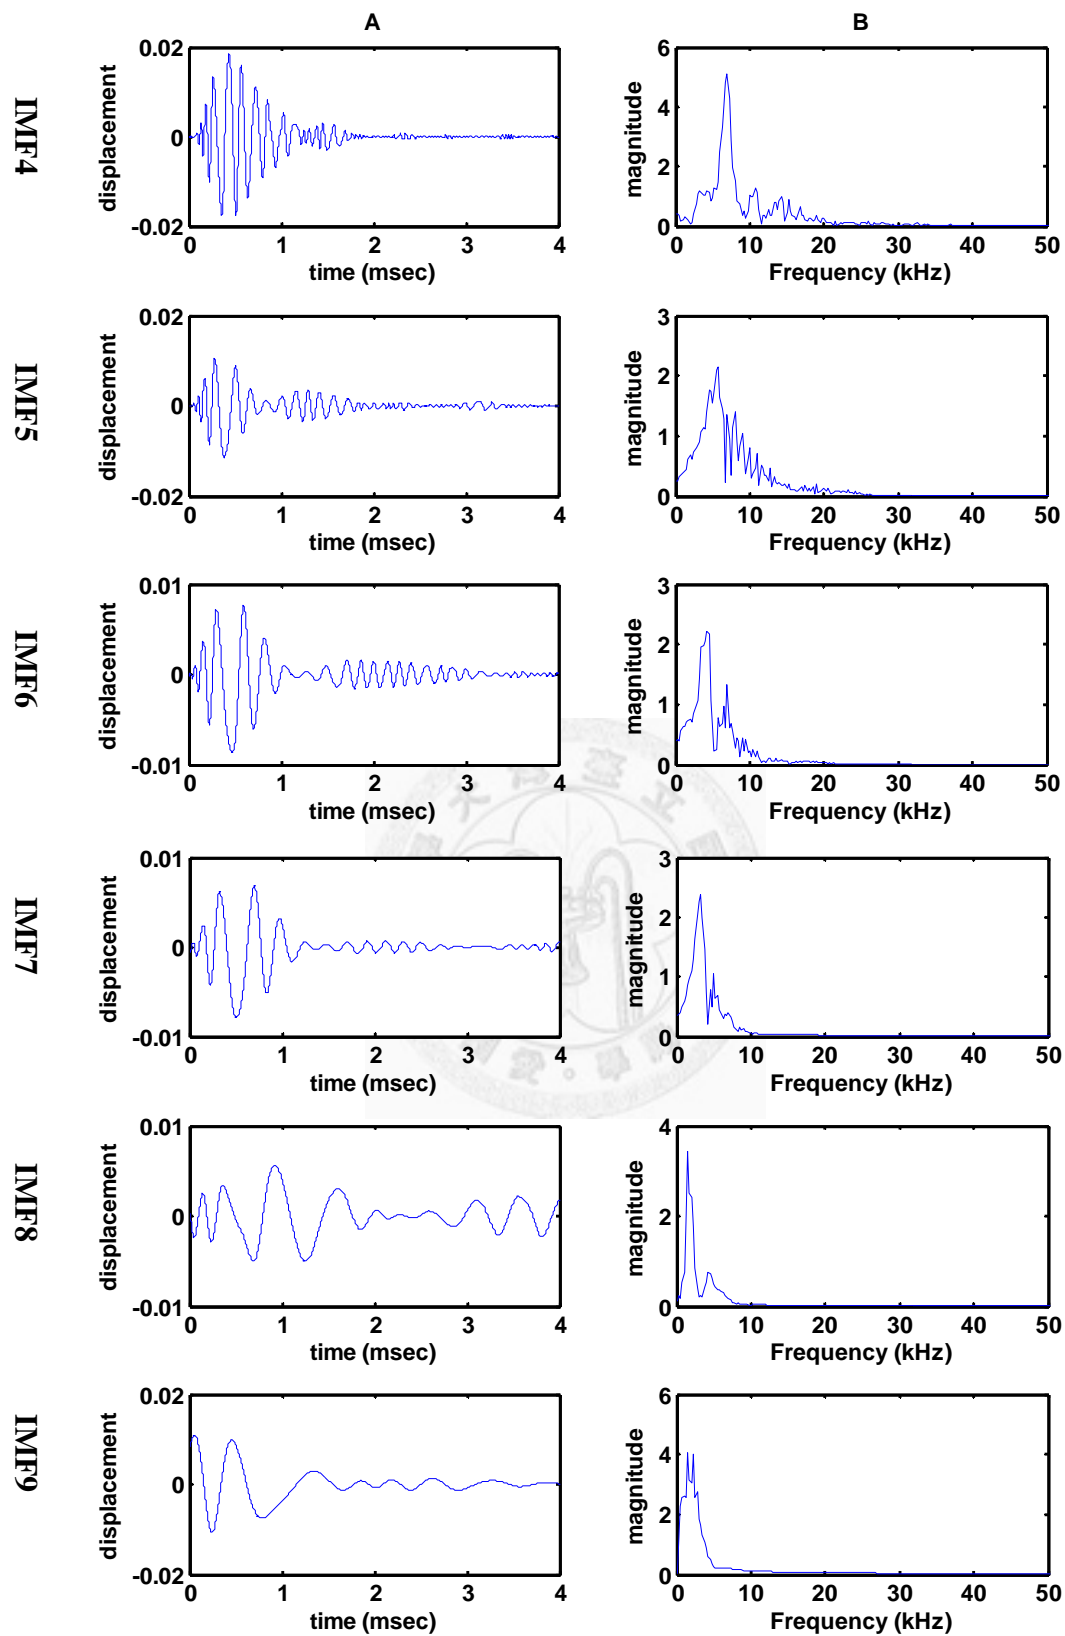 A B
IMF4
displacement
0.02
0
-0.02
0 1 2 3 4
time (msec)
magnitude
6
4
2
0
0 10 20 30 40 50
Frequency (kHz)
IMF5
displacement
0.02
0
-0.02
0 1 2 3 4
time (msec)
magnitude
3
2
1
0
0 10 20 30 40 50
Frequency (kHz)
IMF6
displacement
0.01
0
-0.01
0 1 2 3 4
time (msec)
magnitude
3
2
1
0
0 10 20 30 40 50
Frequency (kHz)
IMF7
displacement
0.01
0
-0.01
0 1 2 3 4
time (msec)
magnitude
3
2
1
0
0 10 20 30 40 50
Frequency (kHz)
IMF8
displacement
0.01
0
-0.01
0 1 2 3 4
time (msec)
magnitude
4
2
0
0 10 20 30 40 50
Frequency (kHz)
IMF9
displacement
0.02
0
-0.02
0 1 2 3 4
time (msec)
magnitude
6
4
2
0
0 10 20 30 40 50
Frequency (kHz)